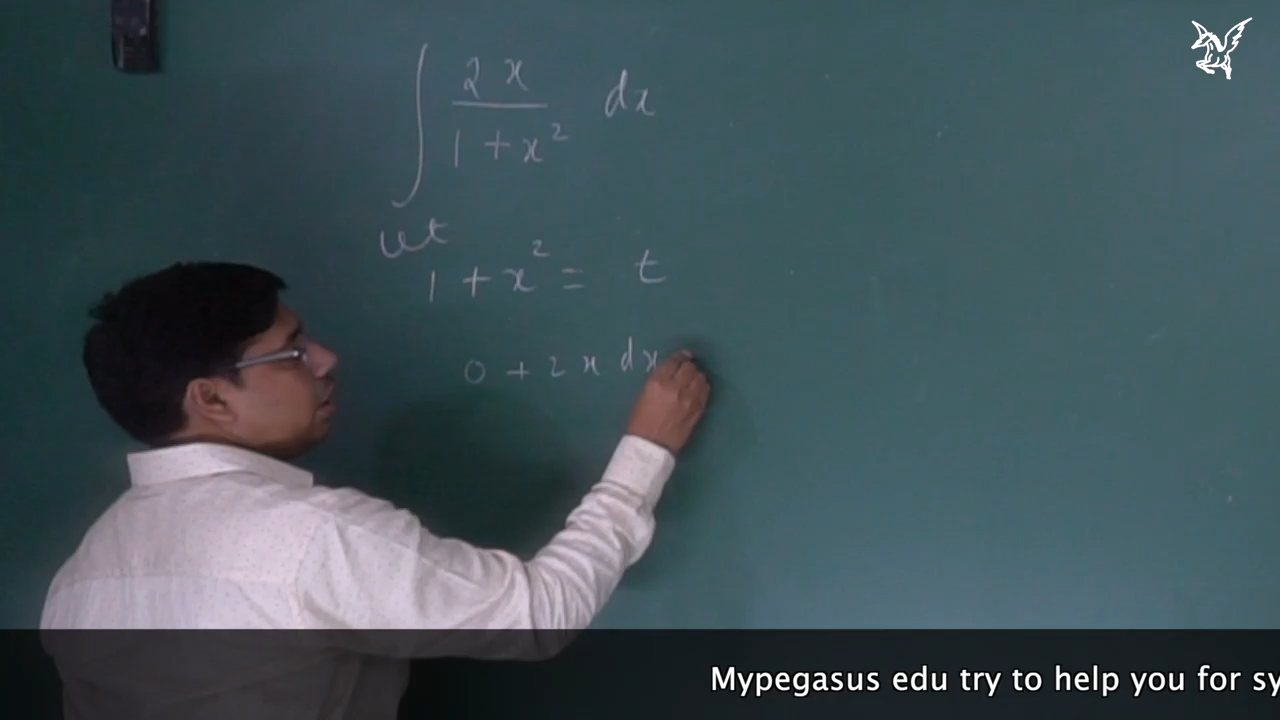 ∫ 2x / 1 + x² dx
let
1 + x² = t
0 + 2x dx
Mypegasus edu try to help you for sy